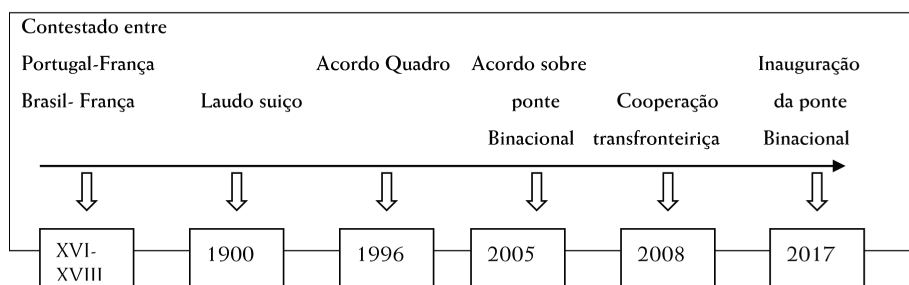 Contestado entre
Portugal-França
Brasil- França
Laudo suiço
Acordo Quadro
Acordo sobre
ponte
Binacional
Cooperação
transfronteiriça
Inauguração
da ponte
Binacional
XVI-
XVIII
1900
1996
2005
2008
2017